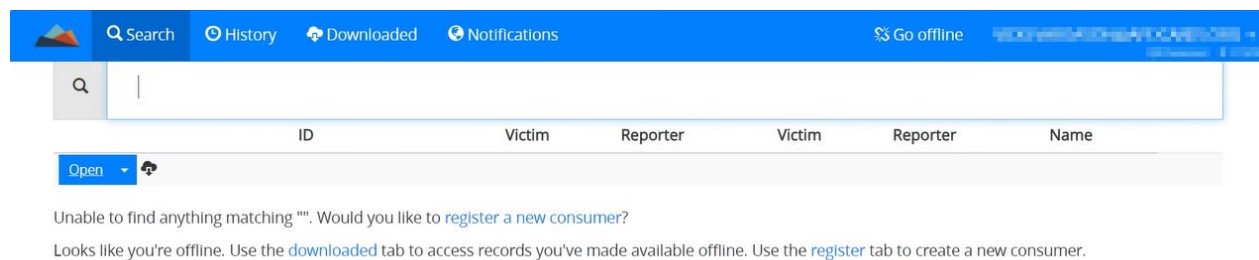 Search History Downloaded Notifications Go offline
ID Victim Reporter Victim Reporter Name
Open
Unable to find anything matching "". Would you like to register a new consumer?
Looks like you're offline. Use the downloaded tab to access records you've made available offline. Use the register tab to create a new consumer.